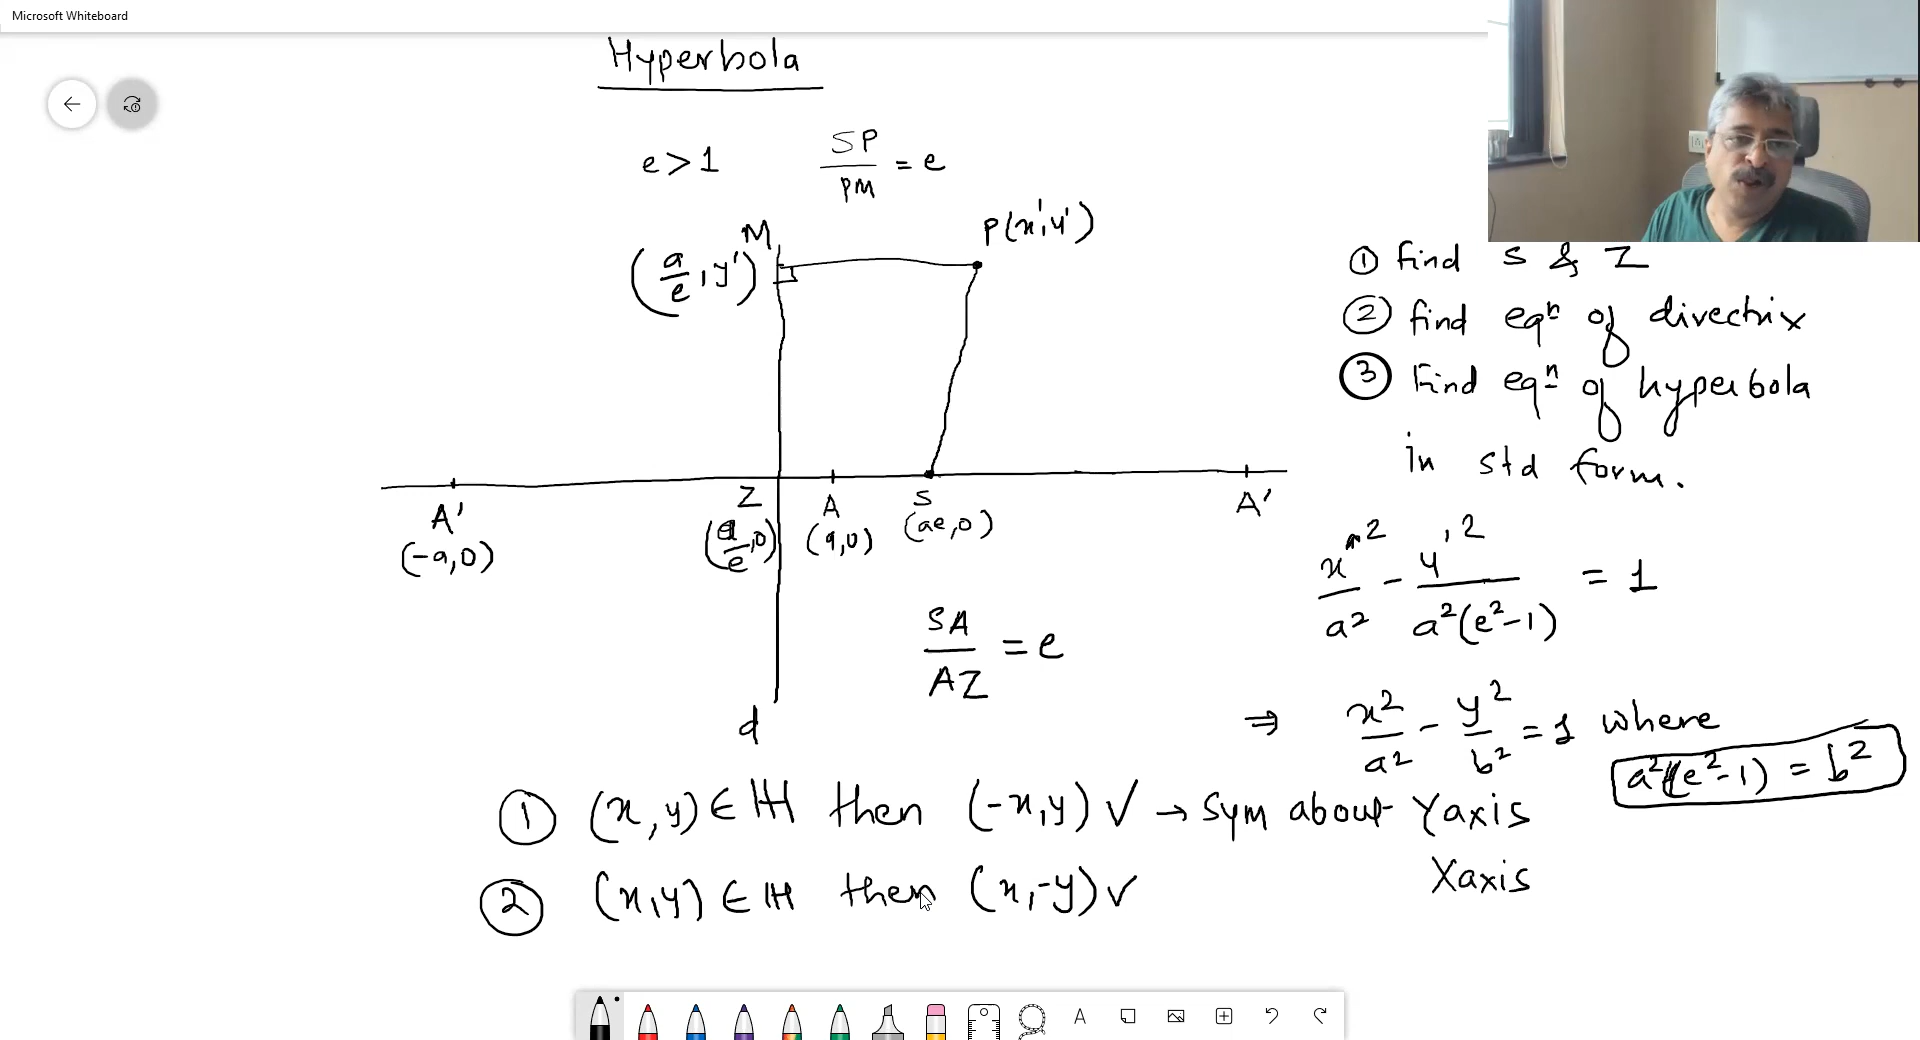 Microsoft Whiteboard
Hyperbola
e > 1
SP/PM = e
M
P(x', y')
(a/e, y')
① find S & Z
② find eqⁿ of directrix
③ Find eqⁿ of hyperbola
in std form.
A' Z A S A'
(-a,0) (a/e,0) (a,0) (ae,0)
x'²/a² - y'²/a²(e²-1) = 1
SA/AZ = e
d
⇒ x²/a² - y²/b² = 1 where
a²(e²-1) = b²
① (x,y) ∈ H then (-x,y) ✓ → Sym about Yaxis
Xaxis
② (x,y) ∈ H then (x,-y) ✓
A